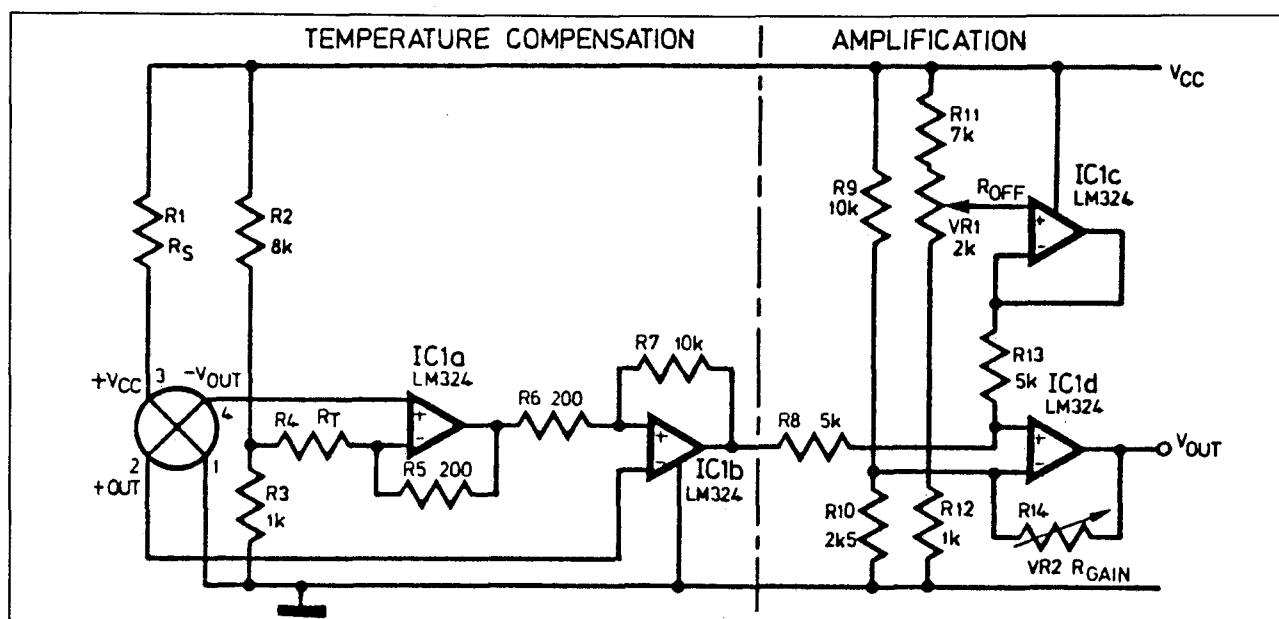 TEMPERATURE COMPENSATION
AMPLIFICATION
VCC
R1
RS
R2
8k
R9
10k
R11
7k
ROFF
VR1
2k
IC1c
LM324
+
-
+VCC
3
-VOUT
4
2
+OUT
1
R4
RT
R3
1k
IC1a
LM324
+
-
R5 200
R6 200
R7 10k
+
-
IC1b
LM324
R8 5k
R13
5k
IC1d
LM324
+
-
VOUT
R10
2k5
R12
1k
R14
VR2 RGAIN